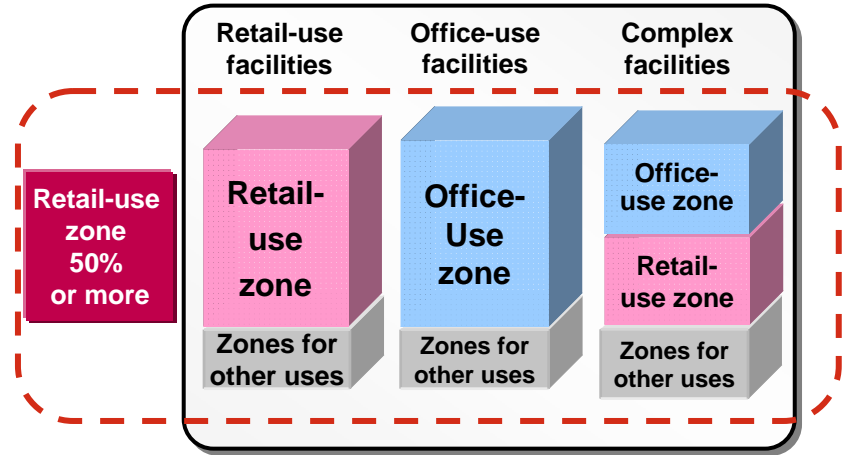 Retail-use
facilities
Office-use
facilities
Complex
facilities
Retail-use
zone
50%
or more
Retail-
use
zone
Zones for
other uses
Office-
Use
zone
Zones for
other uses
Office-
use zone
Retail-
use zone
Zones for
other uses